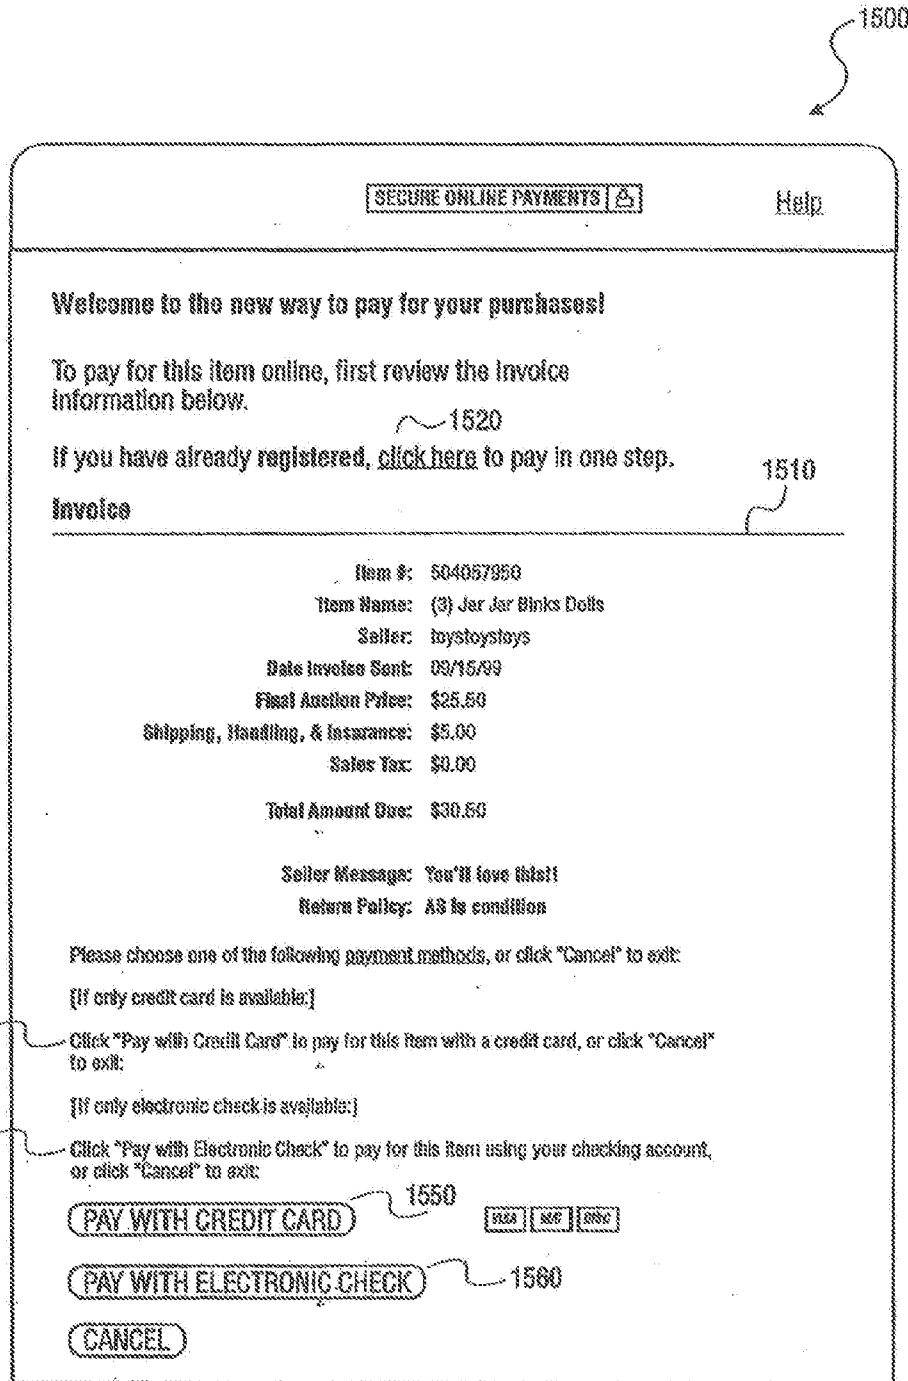 1500
SECURE ONLINE PAYMENTS
Help
Welcome to the new way to pay for your purchases!
To pay for this item online, first review the invoice
information below.
1520
If you have already registered, click here to pay in one step.
1510
Invoice
Item #: 504057950
Item Name: (3) Jar Jar Binks Dolls
Seller: toystoystoys
Date Invoice Sent: 09/15/99
Final Auction Price: $25.50
Shipping, Handling, & Insurance: $5.00
Sales Tax: $0.00
Total Amount Due: $30.50
Seller Message: You'll love this!!
Return Policy: AS is condition
Please choose one of the following payment methods, or click "Cancel" to exit:
[If only credit card is available:]
Click "Pay with Credit Card" to pay for this item with a credit card, or click "Cancel"
to exit:
[If only electronic check is available:]
Click "Pay with Electronic Check" to pay for this item using your checking account,
or click "Cancel" to exit:
1550
PAY WITH CREDIT CARD
VISA
PAY WITH ELECTRONIC CHECK
1560
CANCEL